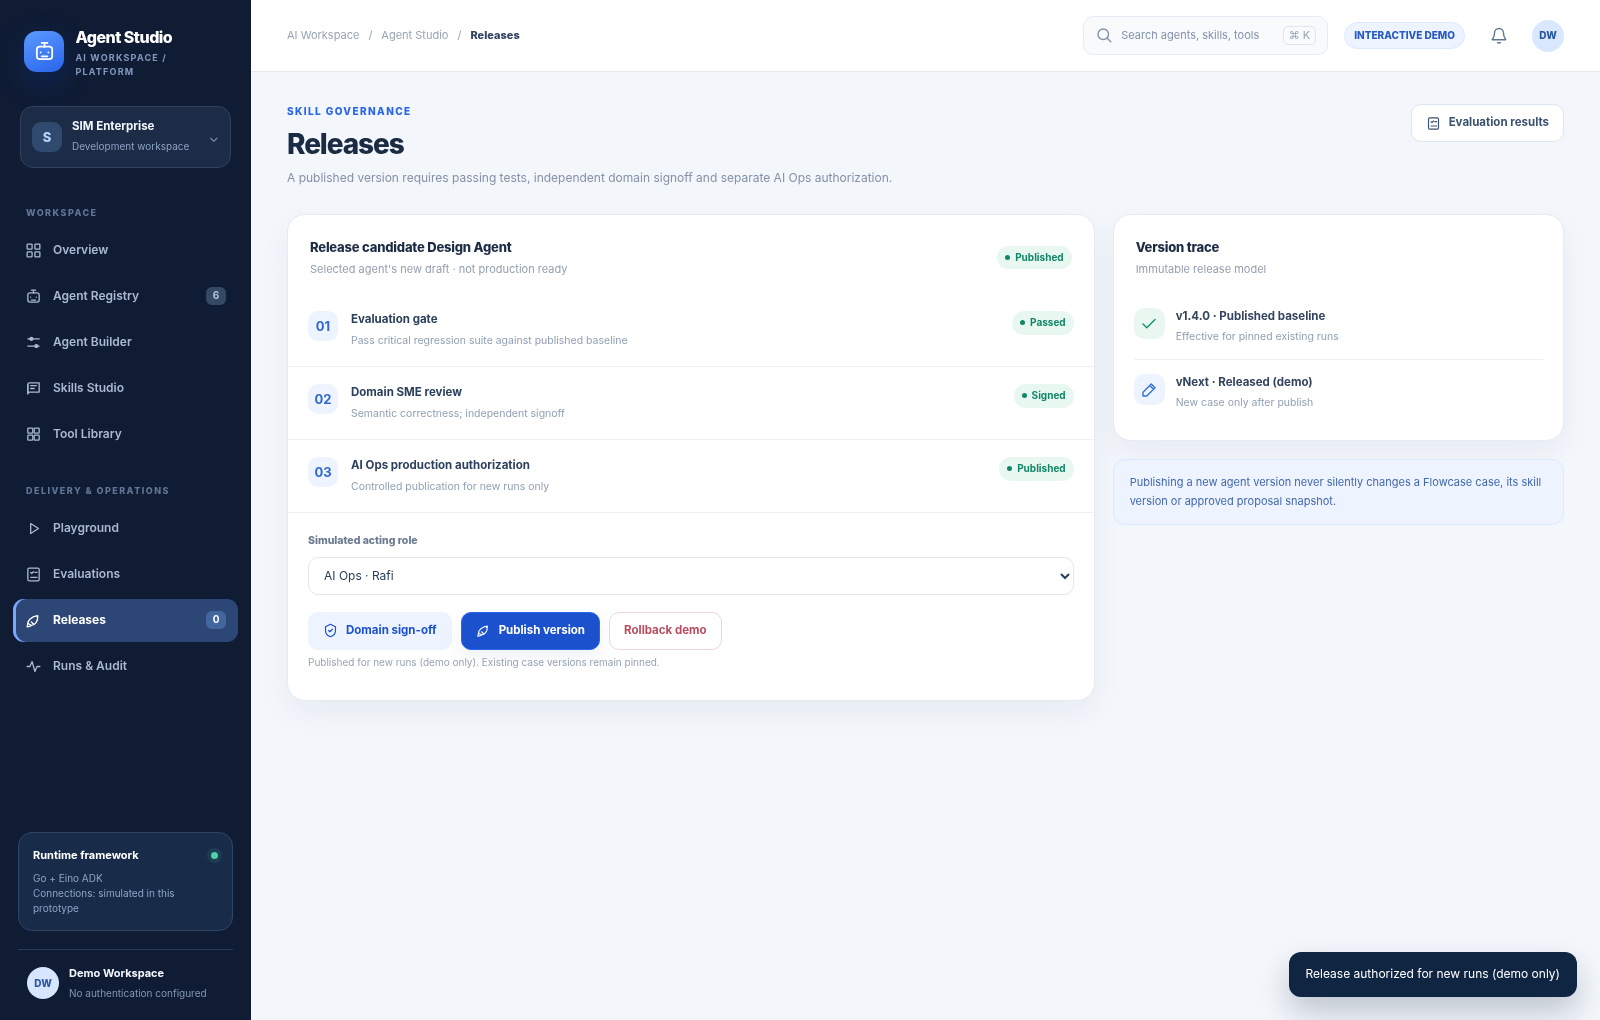 Agent Studio
AI WORKSPACE /
PLATFORM
S
SIM Enterprise
Development workspace
WORKSPACE
Overview
Agent Registry
6
Agent Builder
Skills Studio
Tool Library
DELIVERY & OPERATIONS
Playground
Evaluations
Releases
0
Runs & Audit
Runtime framework
Go + Eino ADK
Connections: simulated in this
prototype
DW
Demo Workspace
No authentication configured
AI Workspace / Agent Studio / Releases
Search agents, skills, tools
⌘ K
INTERACTIVE DEMO
DW
SKILL GOVERNANCE
Releases
A published version requires passing tests, independent domain signoff and separate AI Ops authorization.
Evaluation results
Release candidate Design Agent
Selected agent's new draft · not production ready
Published
01
Evaluation gate
Pass critical regression suite against published baseline
Passed
02
Domain SME review
Semantic correctness; independent signoff
Signed
03
AI Ops production authorization
Controlled publication for new runs only
Published
Simulated acting role
AI Ops · Rafi
Domain sign-off
Publish version
Rollback demo
Published for new runs (demo only). Existing case versions remain pinned.
Version trace
Immutable release model
v1.4.0 · Published baseline
Effective for pinned existing runs
vNext · Released (demo)
New case only after publish
Publishing a new agent version never silently changes a Flowcase case, its skill
version or approved proposal snapshot.
Release authorized for new runs (demo only)